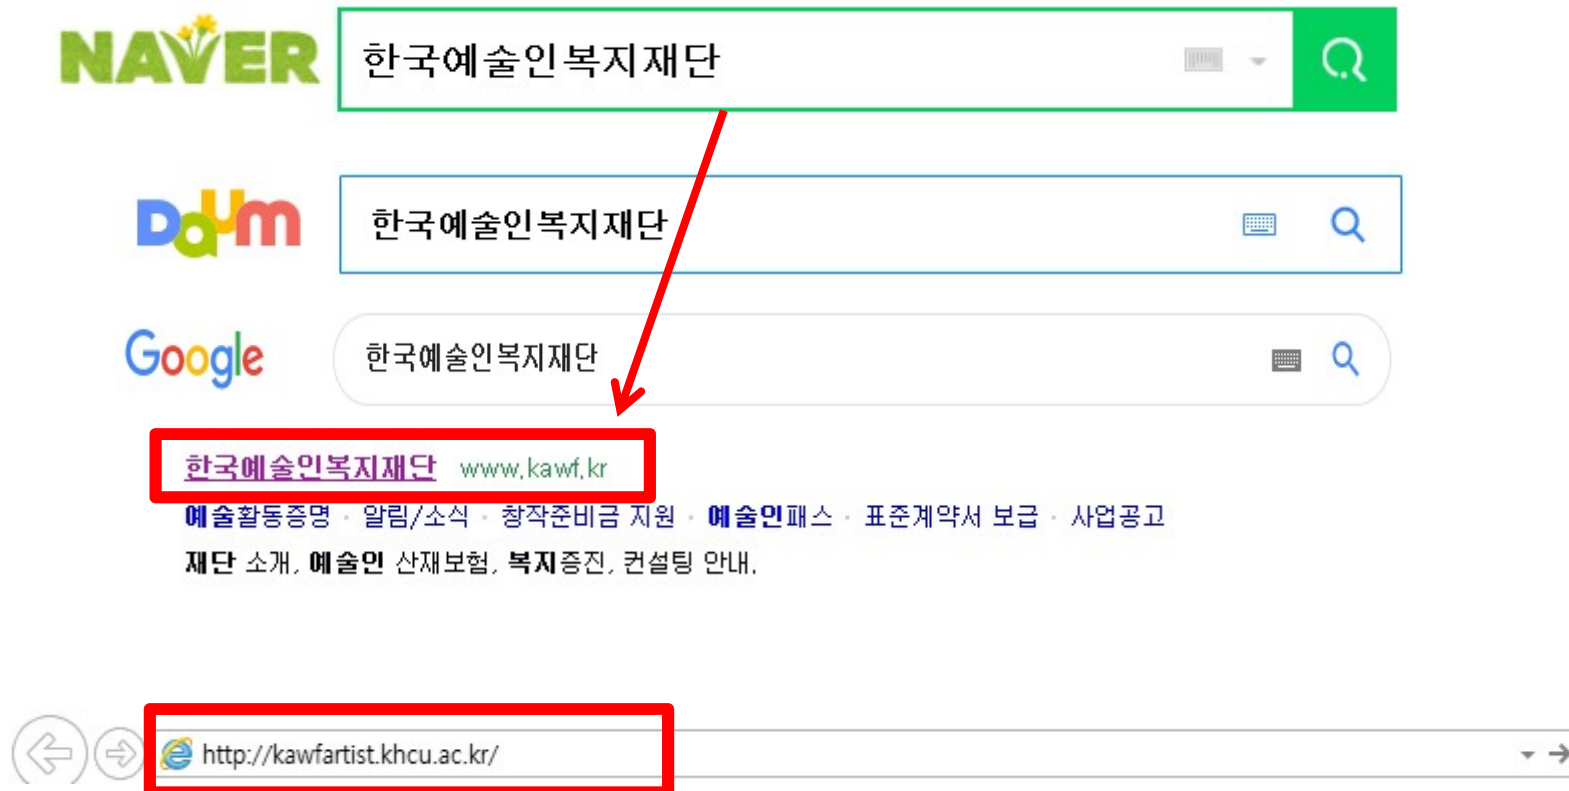 NAVER 한국예술인복지재단
Daum 한국예술인복지재단
Google 한국예술인복지재단
한국예술인복지재단 www.kawf.kr
예술활동증명 · 알림/소식 · 창작준비금 지원 · 예술인패스 · 표준계약서 보급 · 사업공고
재단 소개, 예술인 산재보험, 복지증진, 컨설팅 안내.
http://kawfartist.khcu.ac.kr/